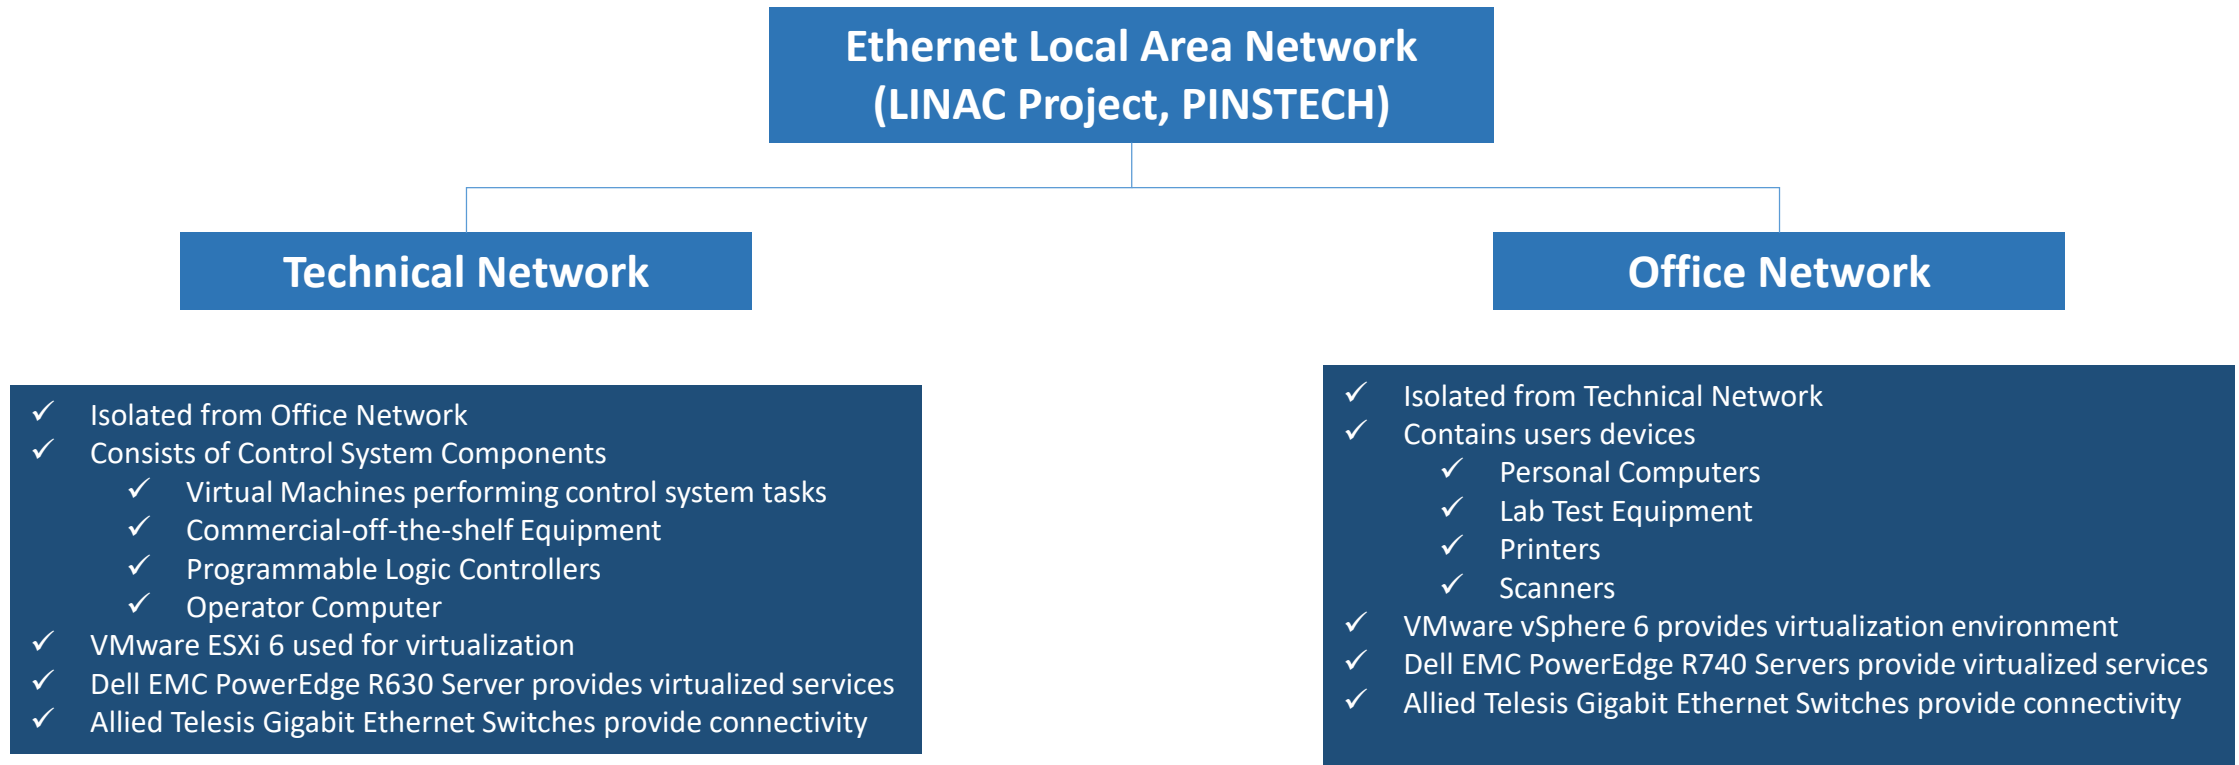 Ethernet Local Area Network
(LINAC Project, PINSTECH)
Technical Network
Office Network
✓ Isolated from Office Network
✓ Consists of Control System Components
✓ Virtual Machines performing control system tasks
✓ Commercial-off-the-shelf Equipment
✓ Programmable Logic Controllers
✓ Operator Computer
✓ VMware ESXi 6 used for virtualization
✓ Dell EMC PowerEdge R630 Server provides virtualized services
✓ Allied Telesis Gigabit Ethernet Switches provide connectivity
✓ Isolated from Technical Network
✓ Contains users devices
✓ Personal Computers
✓ Lab Test Equipment
✓ Printers
✓ Scanners
✓ VMware vSphere 6 provides virtualization environment
✓ Dell EMC PowerEdge R740 Servers provide virtualized services
✓ Allied Telesis Gigabit Ethernet Switches provide connectivity